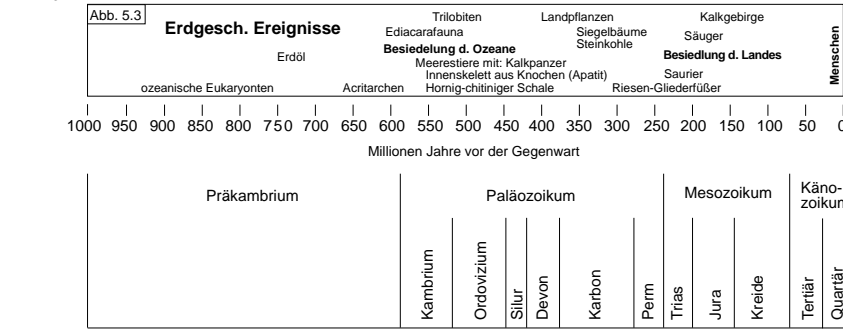 Abb. 5.3
Erdgesch. Ereignisse
Trilobiten Landpflanzen Kalkgebirge
Ediacarafauna Siegelbäume Säuger
Steinkohle
Besiedelung d. Ozeane Besiedlung d. Landes
Erdöl
Meerestiere mit: Kalkpanzer
Innenskelett aus Knochen (Apatit) Saurier
ozeanische Eukaryonten Acritarchen Hornig-chitiniger Schale Riesen-Gliederfüßer
Menschen
1000 950 900 850 800 750 700 650 600 550 500 450 400 350 300 250 200 150 100 50 0
Millionen Jahre vor der Gegenwart
Präkambrium Paläozoikum Mesozoikum Käno-
zoikum
Kambrium Ordovizium Silur Devon Karbon Perm Trias Jura Kreide Tertiär Quartär